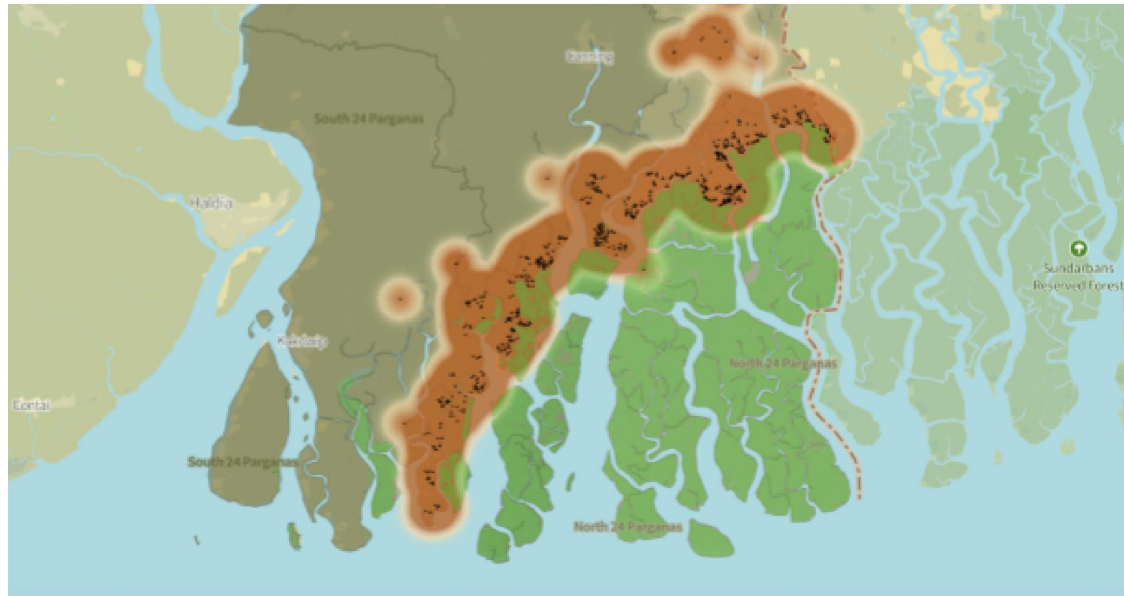 Canning
South 24 Parganas
Haldia
Sundarbans
Reserved Forest
Kakdwip
North 24 Parganas
Contai
South 24 Parganas
North 24 Parganas